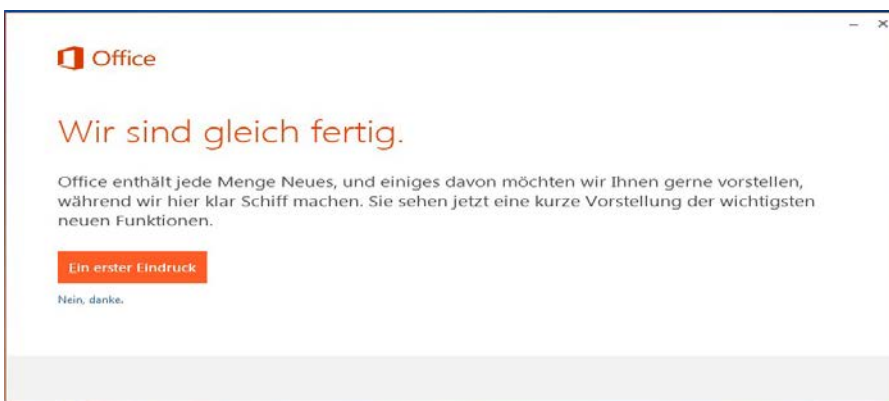 Office
Wir sind gleich fertig.
Office enthält jede Menge Neues, und einiges davon möchten wir Ihnen gerne vorstellen,
während wir hier klar Schiff machen. Sie sehen jetzt eine kurze Vorstellung der wichtigsten
neuen Funktionen.
Ein erster Eindruck
Nein, danke.